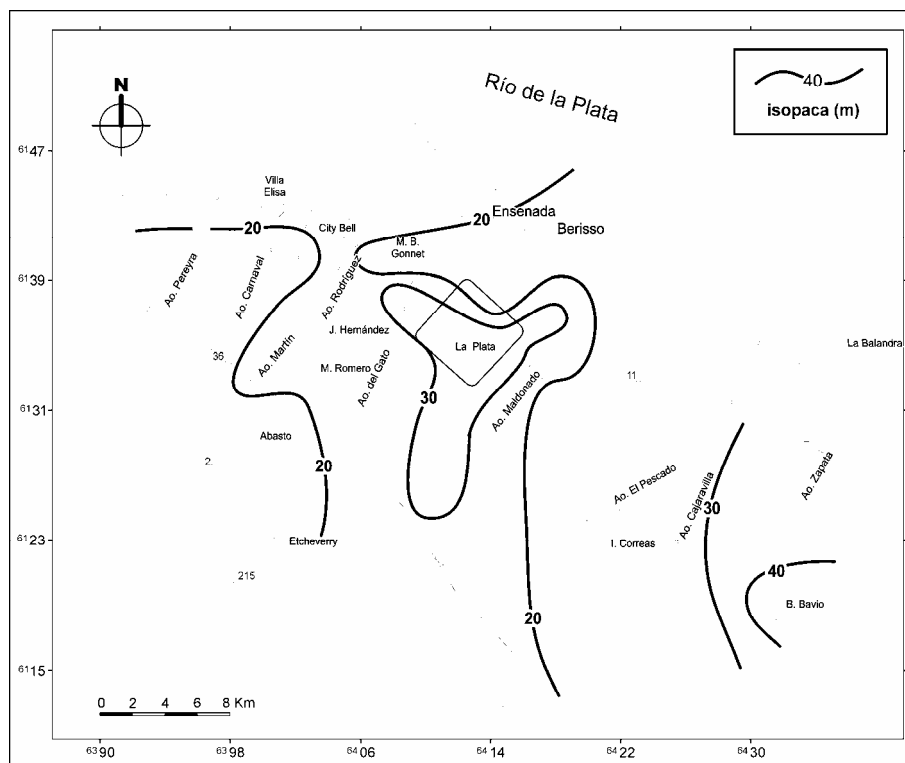 N
Río de la Plata
40
isopaca (m)
6147
Villa
Elisa
20
City Bell
20
Ensenada
Berisso
M. B.
Gonnet
6139
Ao. Pereyra
Ao. Carnaval
Ao. Rodríguez
J. Hernández
La Plata
La Balandra
36
Ao. Martín
M. Romero
Ao. del Gato
Ao. Maldonado
11
6131
30
Abasto
2
20
Ao. El Pescado
Ao. Cajaravilla
Ao. Zapata
30
6123
Etcheverry
I. Correas
215
40
B. Bavio
20
6115
0 2 4 6 8 Km
6390
6398
6406
6414
6422
6430